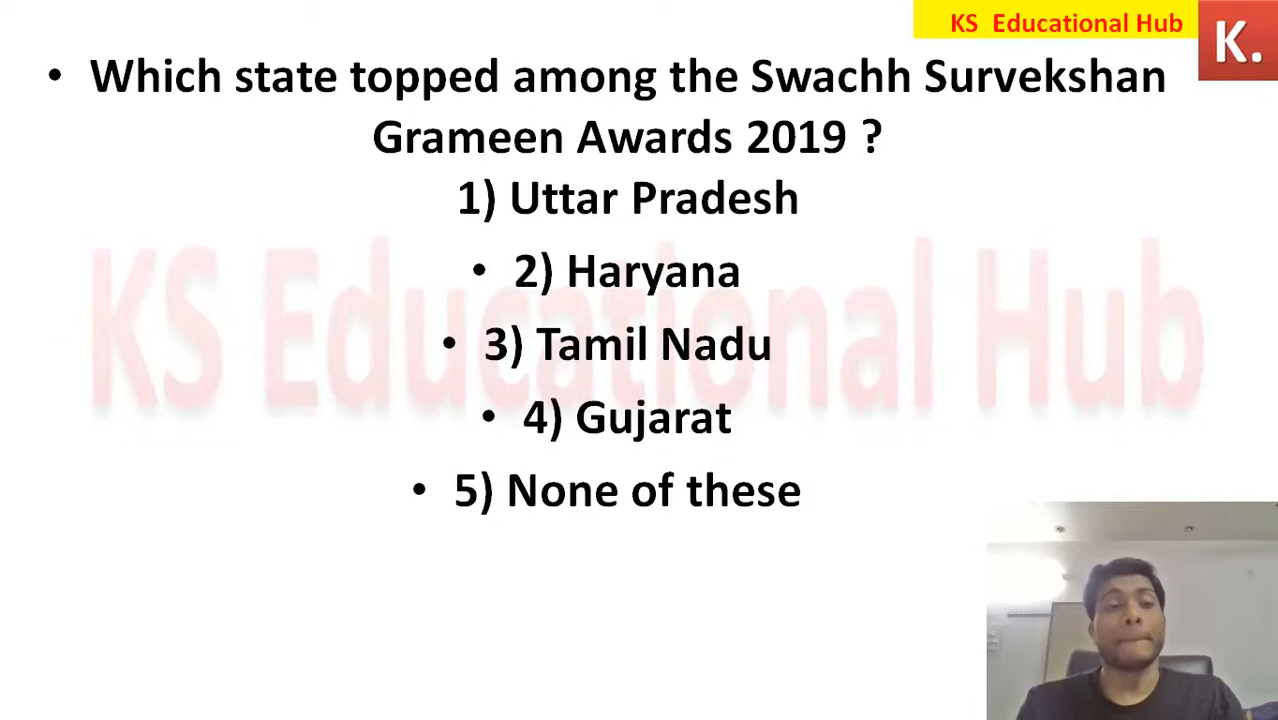 KS Educational Hub
K.
• Which state topped among the Swachh Survekshan
Grameen Awards 2019 ?
1) Uttar Pradesh
• 2) Haryana
• 3) Tamil Nadu
• 4) Gujarat
• 5) None of these
KS Educational Hub